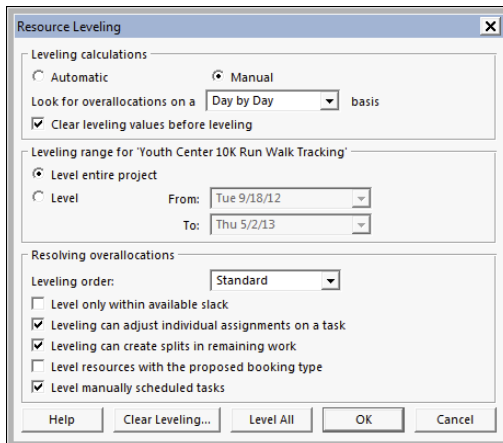 Resource Leveling
Leveling calculations
Automatic Manual
Look for overallocations on a Day by Day basis
Clear leveling values before leveling
Leveling range for 'Youth Center 10K Run Walk Tracking'
Level entire project
Level From: Tue 9/18/12
To: Thu 5/2/13
Resolving overallocations
Leveling order: Standard
Level only within available slack
Leveling can adjust individual assignments on a task
Leveling can create splits in remaining work
Level resources with the proposed booking type
Level manually scheduled tasks
Help Clear Leveling... Level All OK Cancel